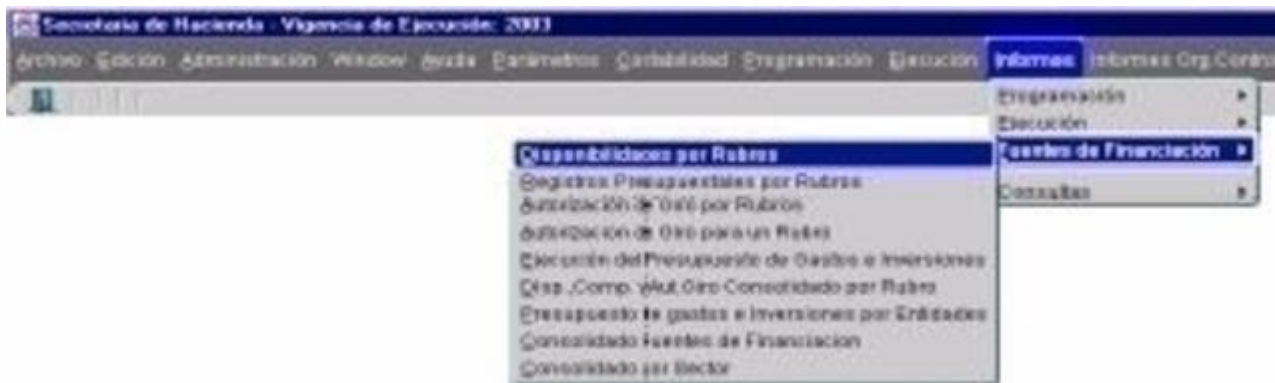 Secretaria de Hacienda - Vigencia de Ejecución: 2003
Archivo Edición Administración Window Ayuda Parámetros Contabilidad Programación Ejecución Informes Informes Org.Contro
Programación
Ejecución
Fuentes de Financiación
Consultas
Disponibilidaces por Rubros
Registros Presupuestales por Rubros
Autorización de Giro por Rubros
Autorización de Giro para un Rubro
Ejecución del Presupuesto de Gastos e Inversiones
Disp.,Comp. y Aut.Giro Consolidado por Rubro
Presupuesto de gastos e Inversiones por Entidades
Consolidado Fuentes de Financiacion
Consolidado por Sector